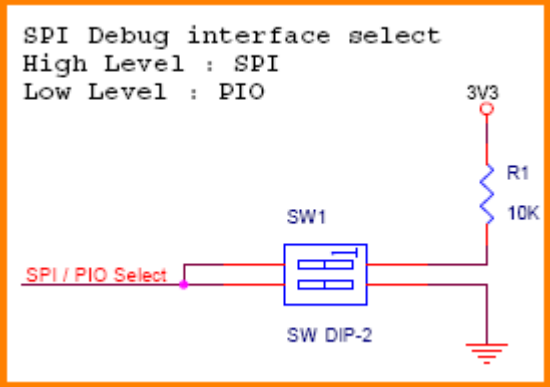 SPI Debug interface select
High Level : SPI
Low Level : PIO
3V3
R1
10K
SW1
SPI / PIO Select
SW DIP-2